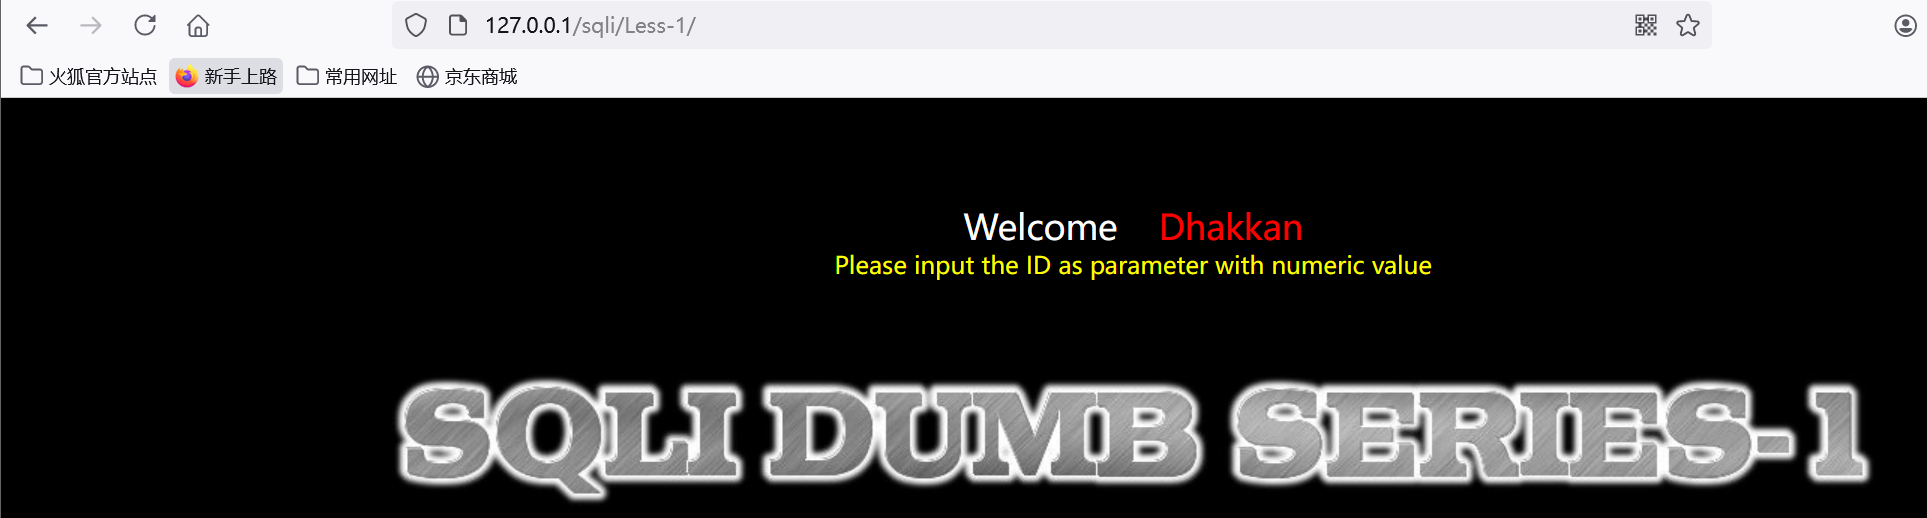 127.0.0.1/sqli/Less-1/
火狐官方站点 新手上路 常用网址 京东商城
Welcome Dhakkan
Please input the ID as parameter with numeric value
SQLI DUMB SERIES-1